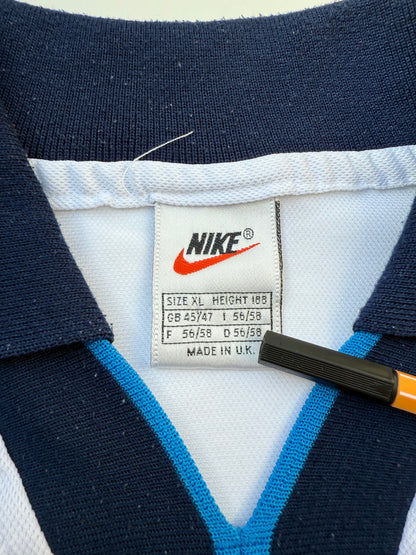 NIKE®
SIZE XL HEIGHT 188
GB 45/47 I 56/58
F 56/58 D 56/58
MADE IN U.K.